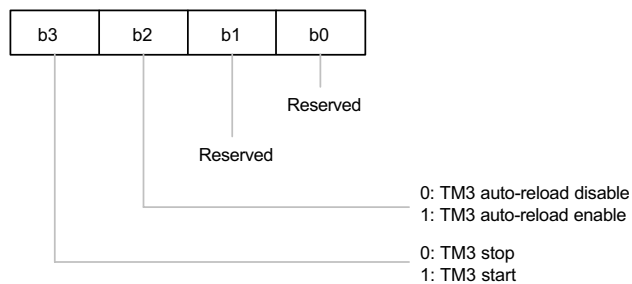 b3 b2 b1 b0
Reserved
Reserved
0: TM3 auto-reload disable
1: TM3 auto-reload enable
0: TM3 stop
1: TM3 start